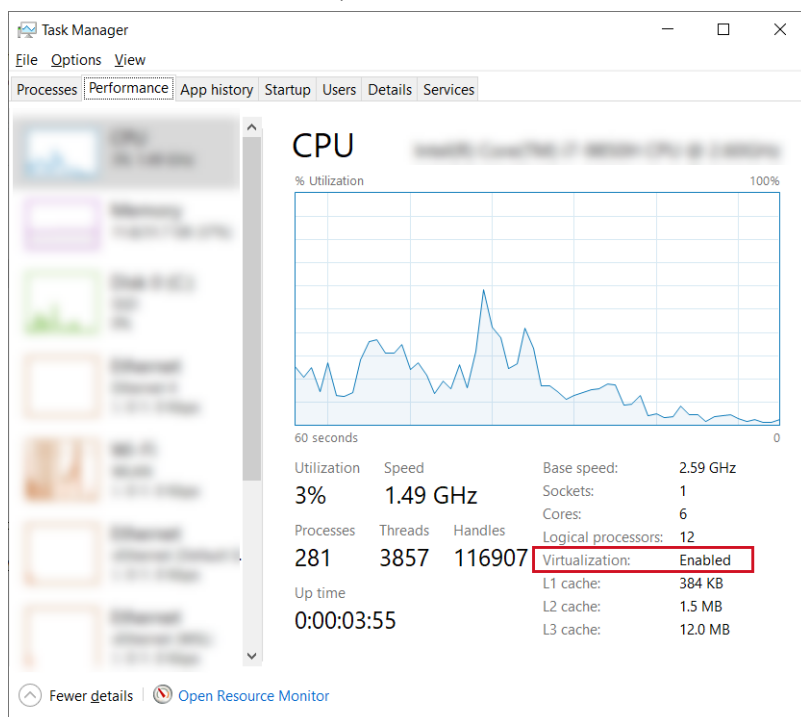 Task Manager
File Options View
Processes Performance App history Startup Users Details Services
CPU
% Utilization 100%
60 seconds 0
Utilization Speed
3% 1.49 GHz
Processes Threads Handles
281 3857 116907
Up time
0:00:03:55
Base speed: 2.59 GHz
Sockets: 1
Cores: 6
Logical processors: 12
Virtualization: Enabled
L1 cache: 384 KB
L2 cache: 1.5 MB
L3 cache: 12.0 MB
Fewer details
Open Resource Monitor